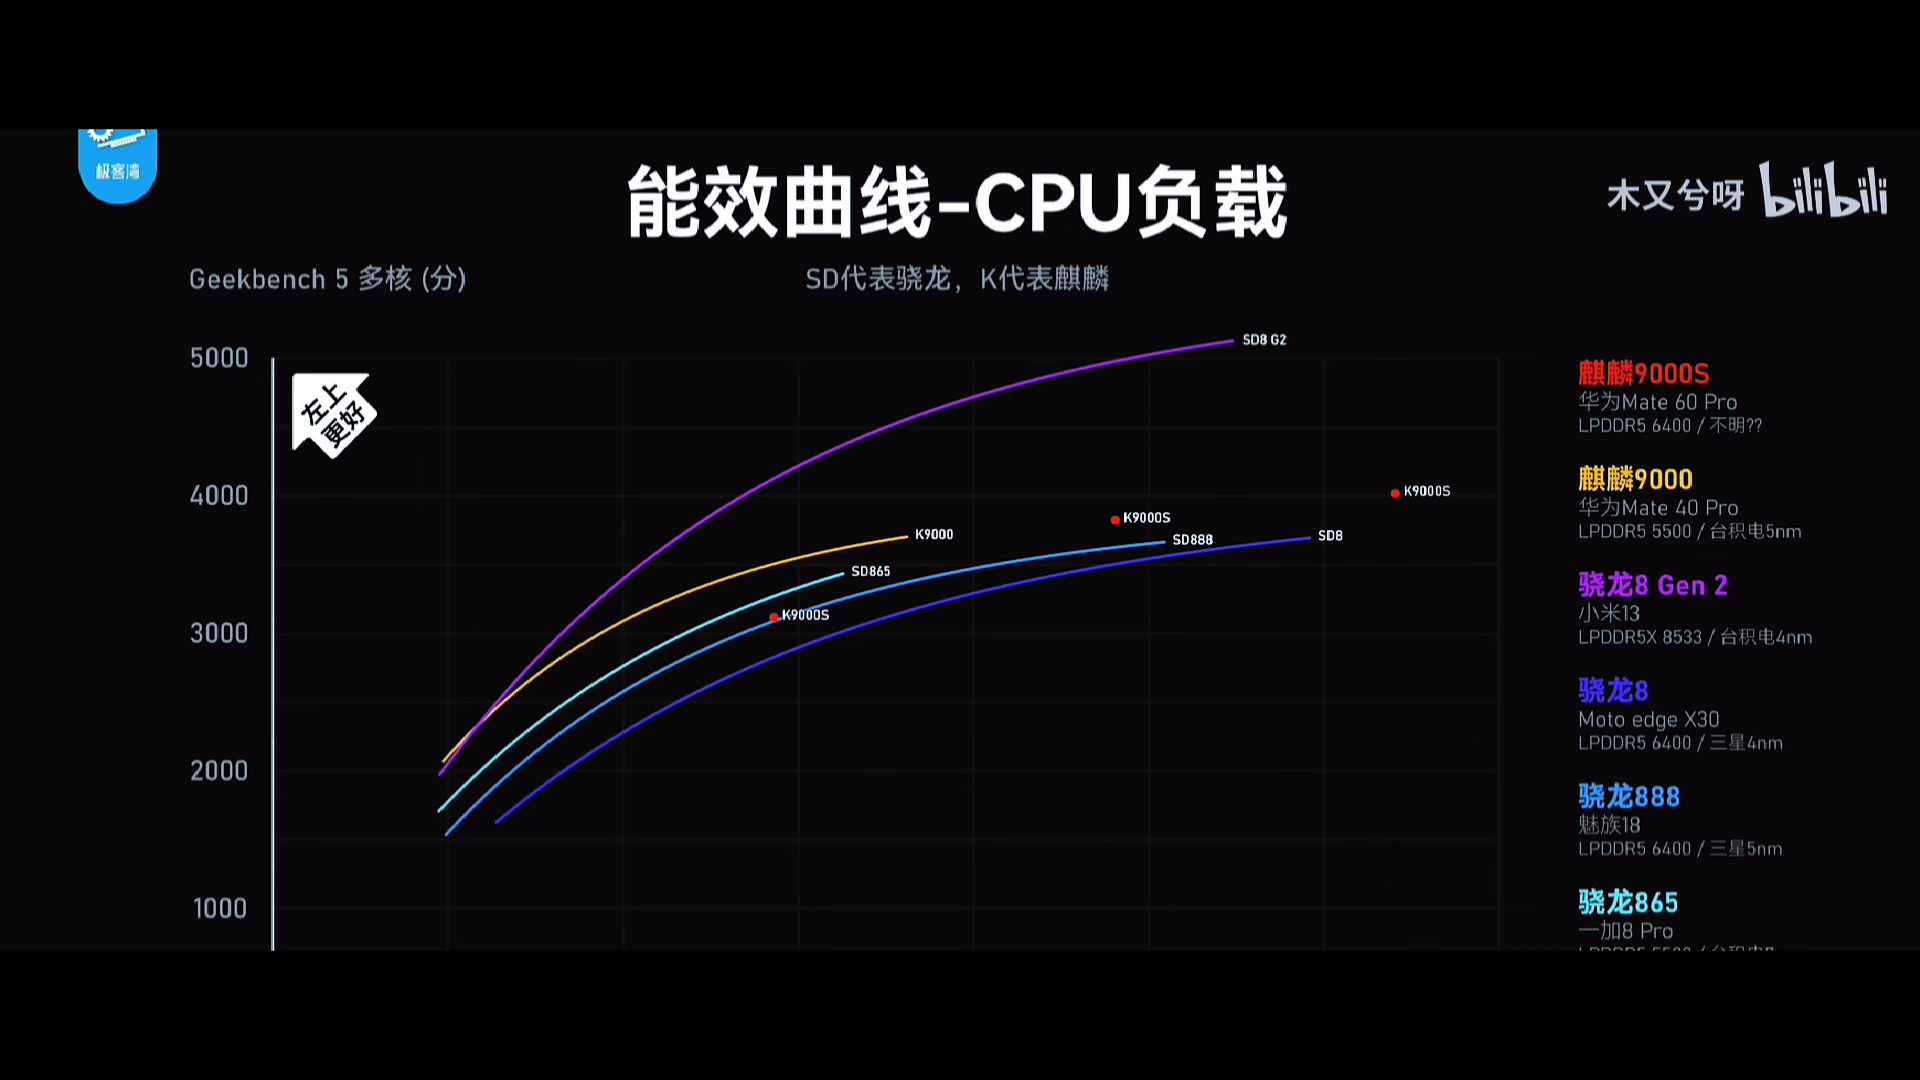 极客湾
能效曲线-CPU负载
木又兮呀 bilibili
Geekbench 5 多核 (分)
SD代表骁龙，K代表麒麟
5000
4000
3000
2000
1000
左上
更好
SD8 G2
K9000S
K9000S
K9000
SD888
SD8
SD865
K9000S
麒麟9000S
华为Mate 60 Pro
LPDDR5 6400 / 不明??
麒麟9000
华为Mate 40 Pro
LPDDR5 5500 / 台积电5nm
骁龙8 Gen 2
小米13
LPDDR5X 8533 / 台积电4nm
骁龙8
Moto edge X30
LPDDR5 6400 / 三星4nm
骁龙888
魅族18
LPDDR5 6400 / 三星5nm
骁龙865
一加8 Pro